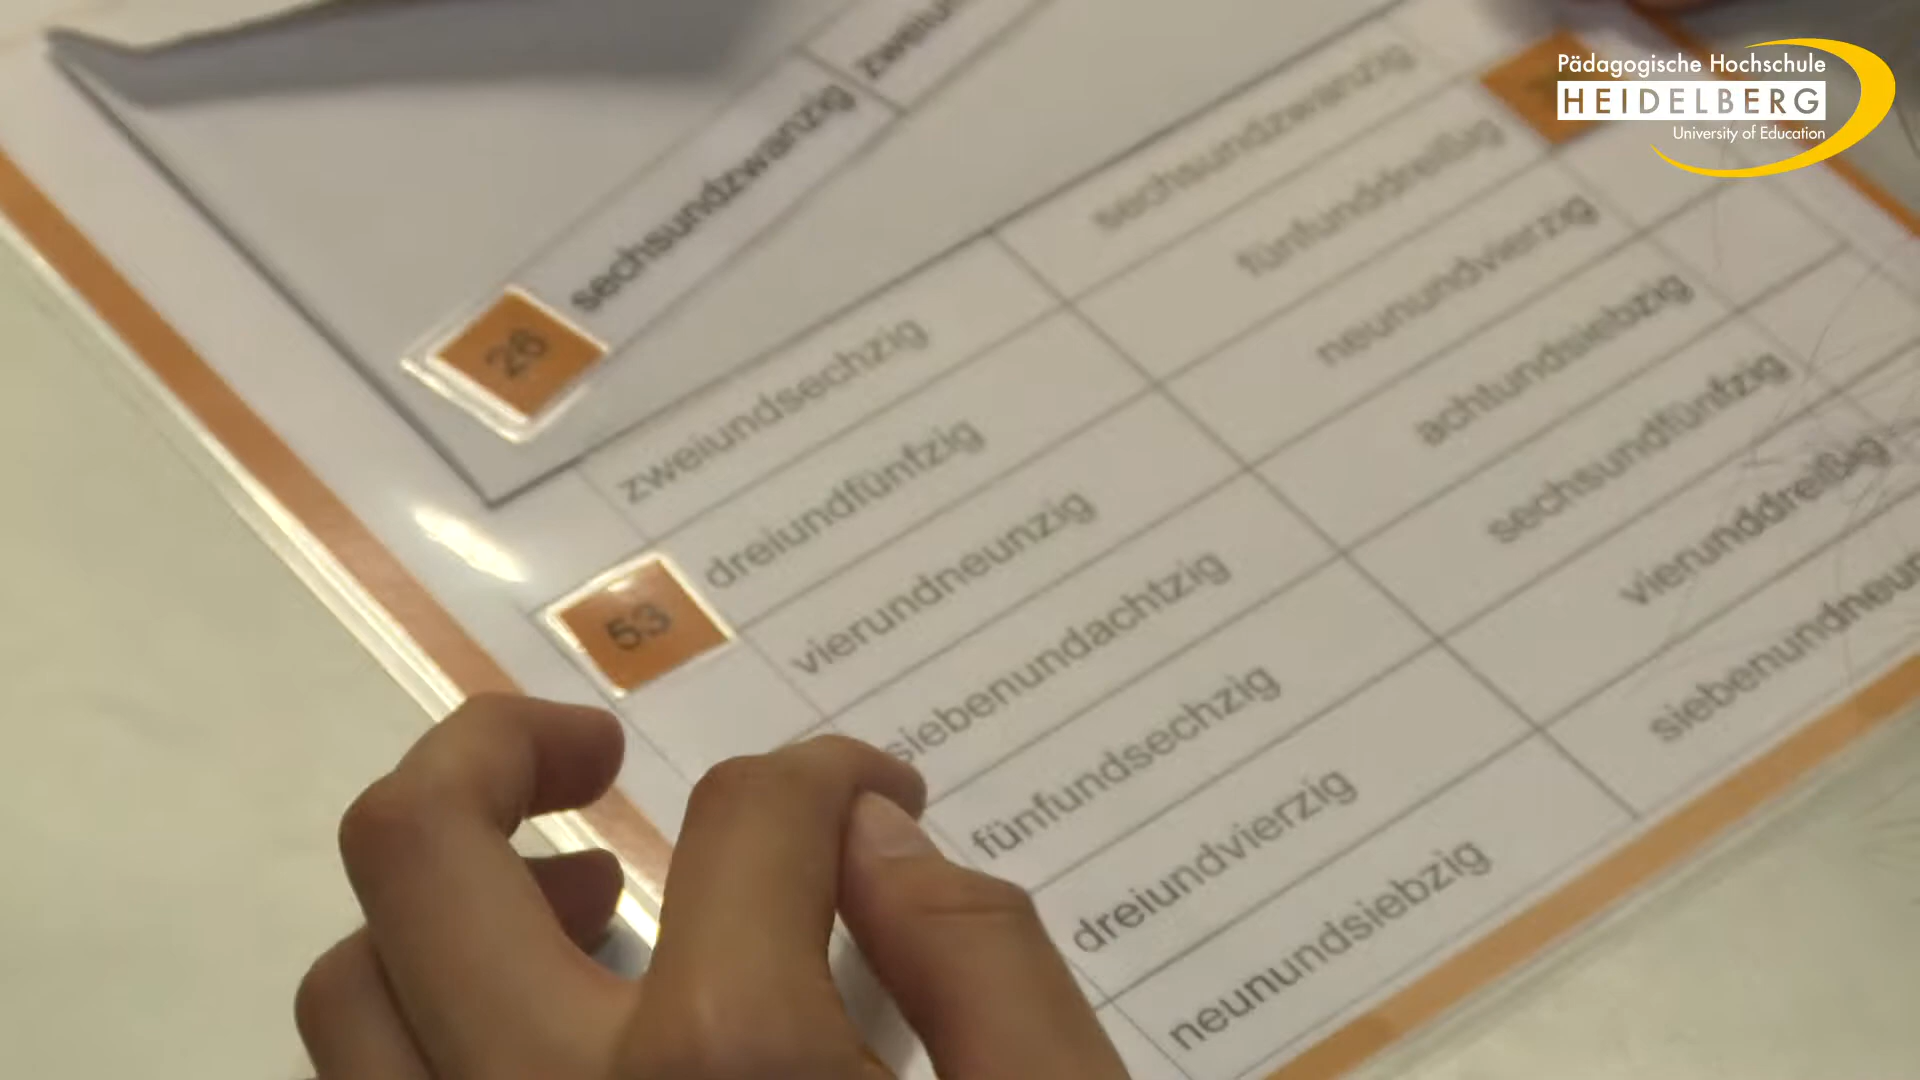 Pädagogische Hochschule
HEIDELBERG
University of Education
26 sechsundzwanzig
zweiundsechzig
sechsundzwanzig
53 dreiundfünfzig
fünfunddreißig
vierundneunzig
neunundvierzig
siebenundachtzig
achtundsiebzig
fünfundsechzig
sechsundfünfzig
dreiundvierzig
vierunddreißig
neunundsiebzig